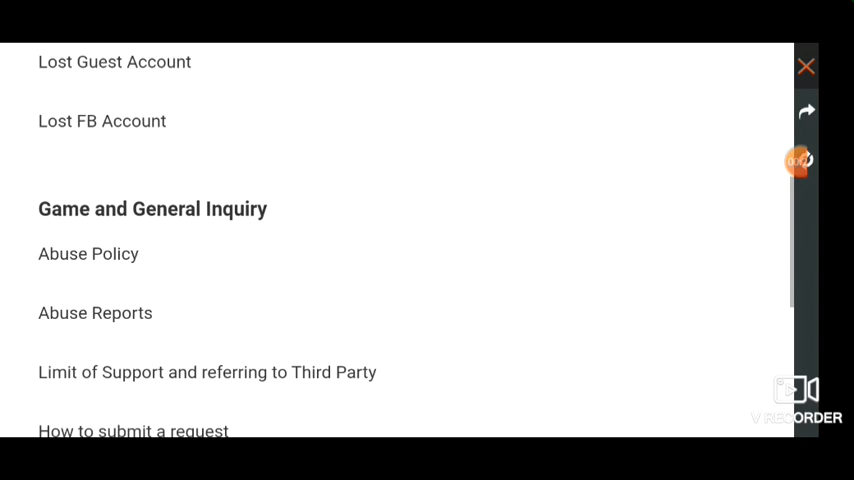 Lost Guest Account
Lost FB Account
Game and General Inquiry
Abuse Policy
Abuse Reports
Limit of Support and referring to Third Party
How to submit a request
V RECORDER